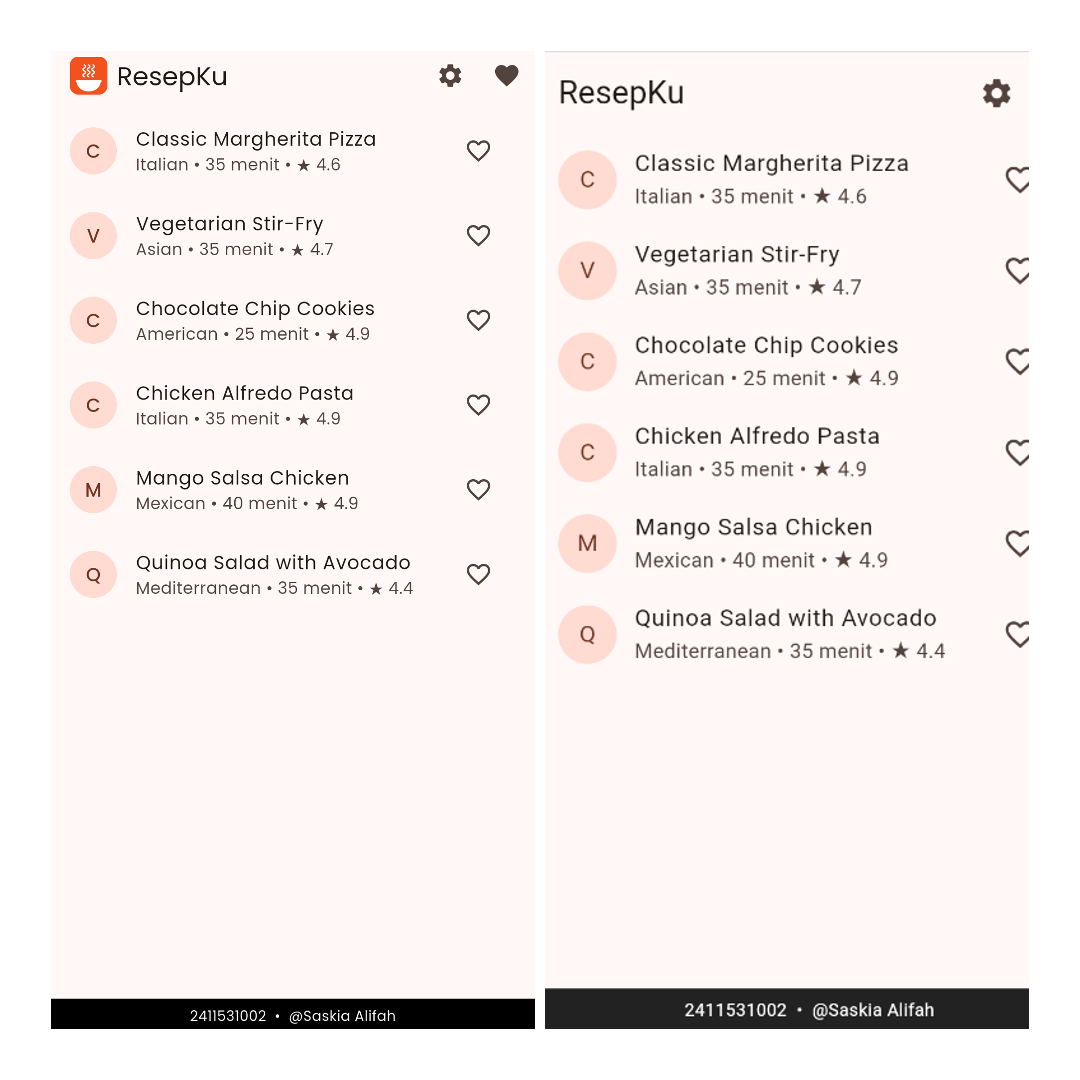 ResepKu
C
Classic Margherita Pizza
Italian • 35 menit • ★ 4.6
V
Vegetarian Stir-Fry
Asian • 35 menit • ★ 4.7
C
Chocolate Chip Cookies
American • 25 menit • ★ 4.9
C
Chicken Alfredo Pasta
Italian • 35 menit • ★ 4.9
M
Mango Salsa Chicken
Mexican • 40 menit • ★ 4.9
Q
Quinoa Salad with Avocado
Mediterranean • 35 menit • ★ 4.4
2411531002 • @Saskia Alifah
ResepKu
C
Classic Margherita Pizza
Italian • 35 menit • ★ 4.6
V
Vegetarian Stir-Fry
Asian • 35 menit • ★ 4.7
C
Chocolate Chip Cookies
American • 25 menit • ★ 4.9
C
Chicken Alfredo Pasta
Italian • 35 menit • ★ 4.9
M
Mango Salsa Chicken
Mexican • 40 menit • ★ 4.9
Q
Quinoa Salad with Avocado
Mediterranean • 35 menit • ★ 4.4
2411531002 • @Saskia Alifah